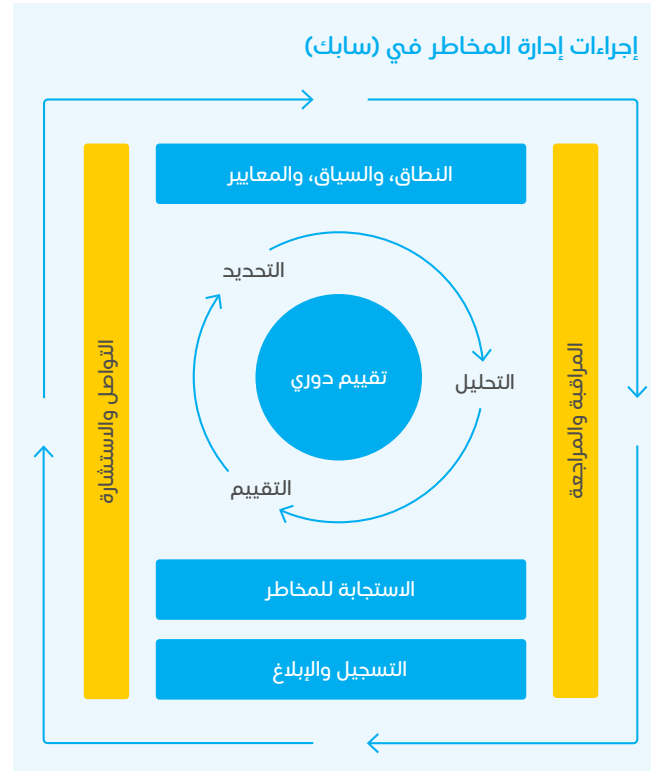 إجراءات إدارة المخاطر في (سابك)
النطاق، والسياق، والمعايير
المراقبة والمراجعة
التواصل والاستشارة
التحديد
التحليل
التقييم
تقييم دوري
الاستجابة للمخاطر
التسجيل والإبلاغ